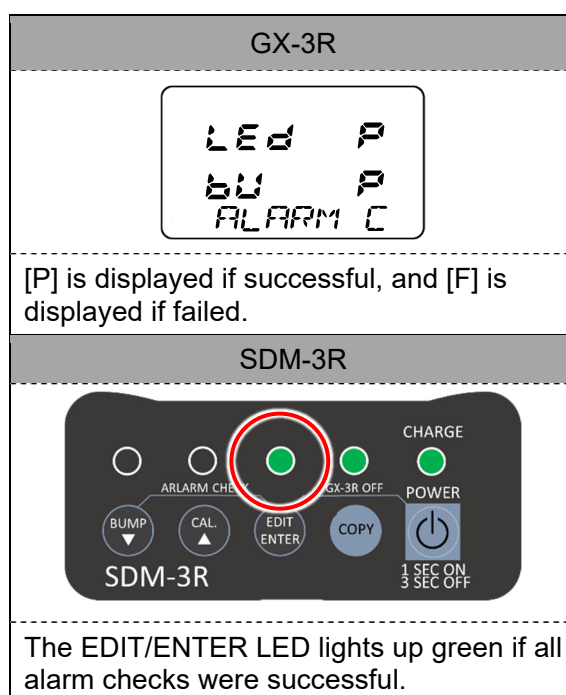 GX-3R
LEd P
bU P
ALARM C
[P] is displayed if successful, and [F] is
displayed if failed.
SDM-3R
CHARGE
ARLARM CHECK
GX-3R OFF
POWER
BUMP
CAL.
EDIT
ENTER
COPY
SDM-3R
1 SEC ON
3 SEC OFF
The EDIT/ENTER LED lights up green if all
alarm checks were successful.